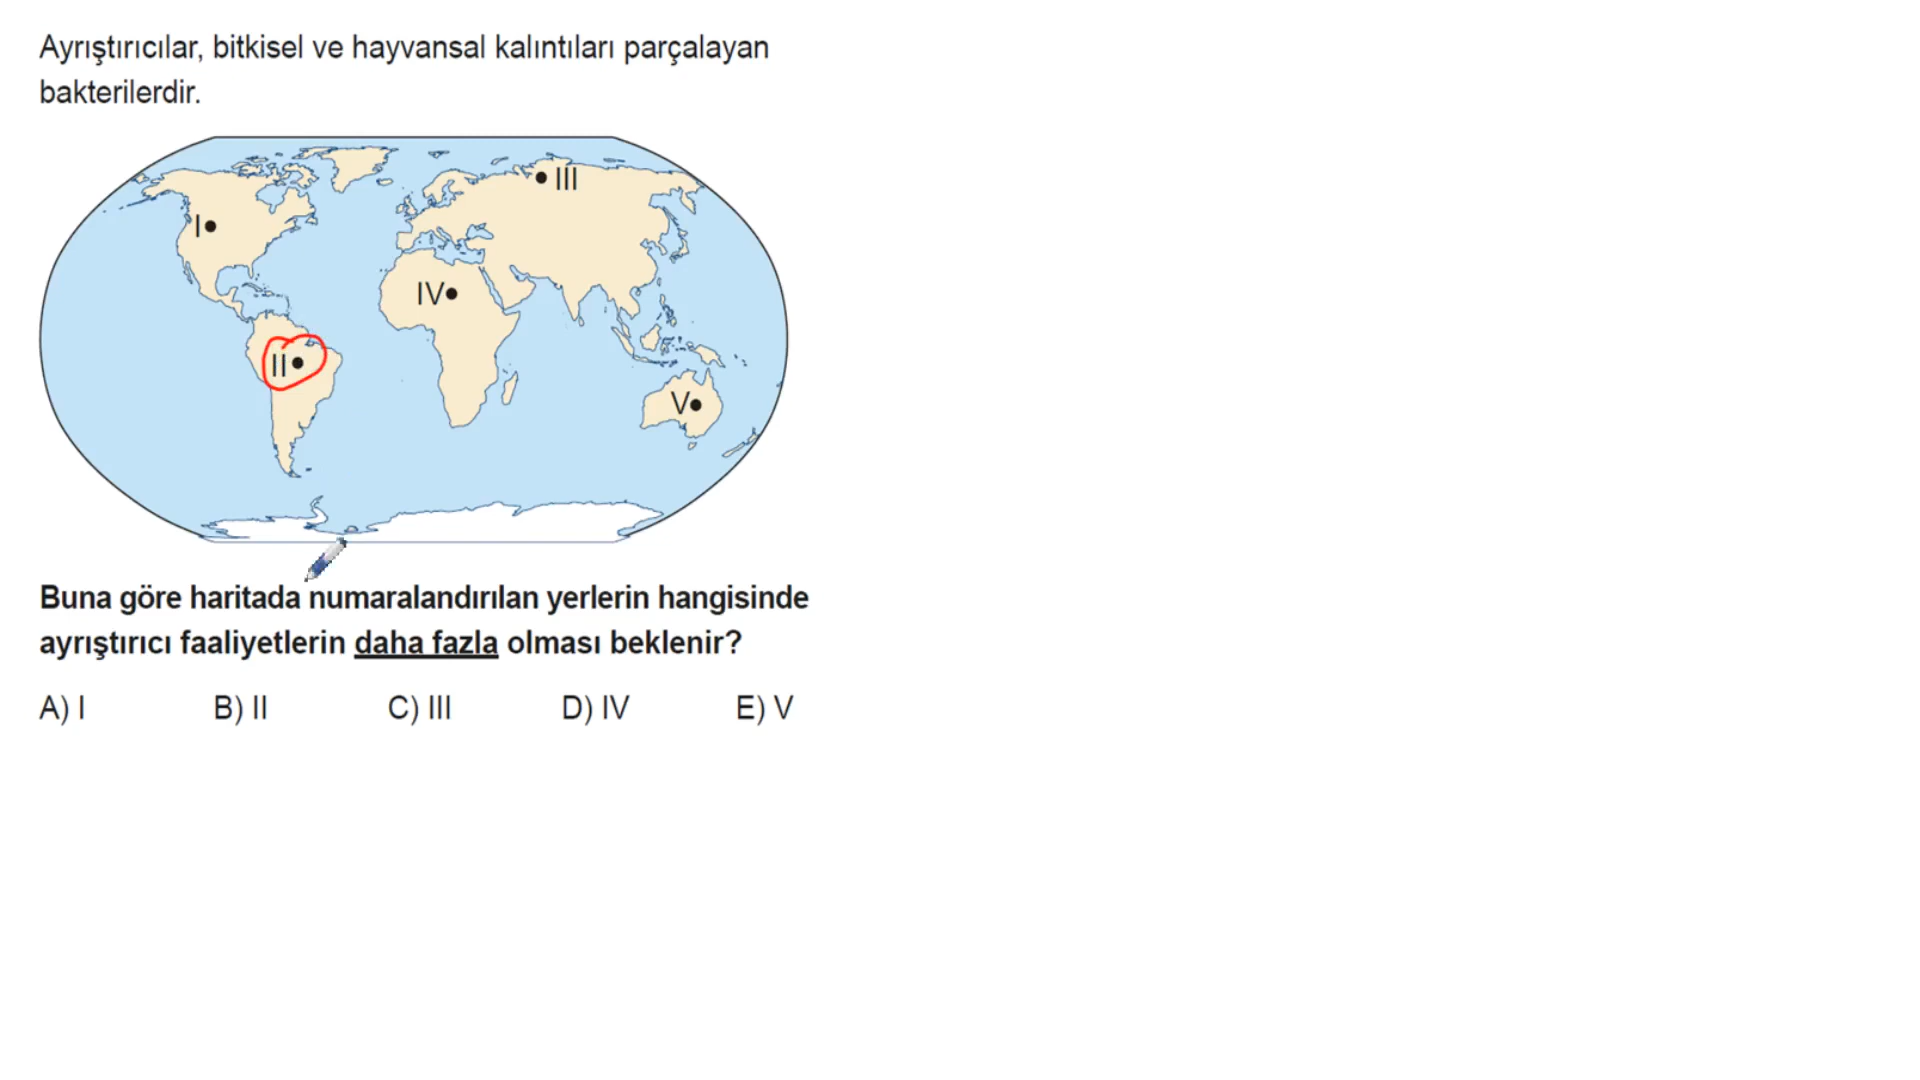 Ayrıştırıcılar, bitkisel ve hayvansal kalıntıları parçalayan
bakterilerdir.
III
I
IV
II
V
Buna göre haritada numaralandırılan yerlerin hangisinde
ayrıştırıcı faaliyetlerin daha fazla olması beklenir?
A) I B) II C) III D) IV E) V